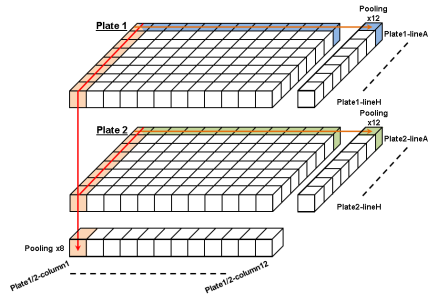 Plate 1
Pooling
x12
Plate1-lineA
Plate1-lineH
Plate 2
Pooling
x12
Plate2-lineA
Plate2-lineH
Pooling x8
Plate1/2-column1
Plate1/2-column12